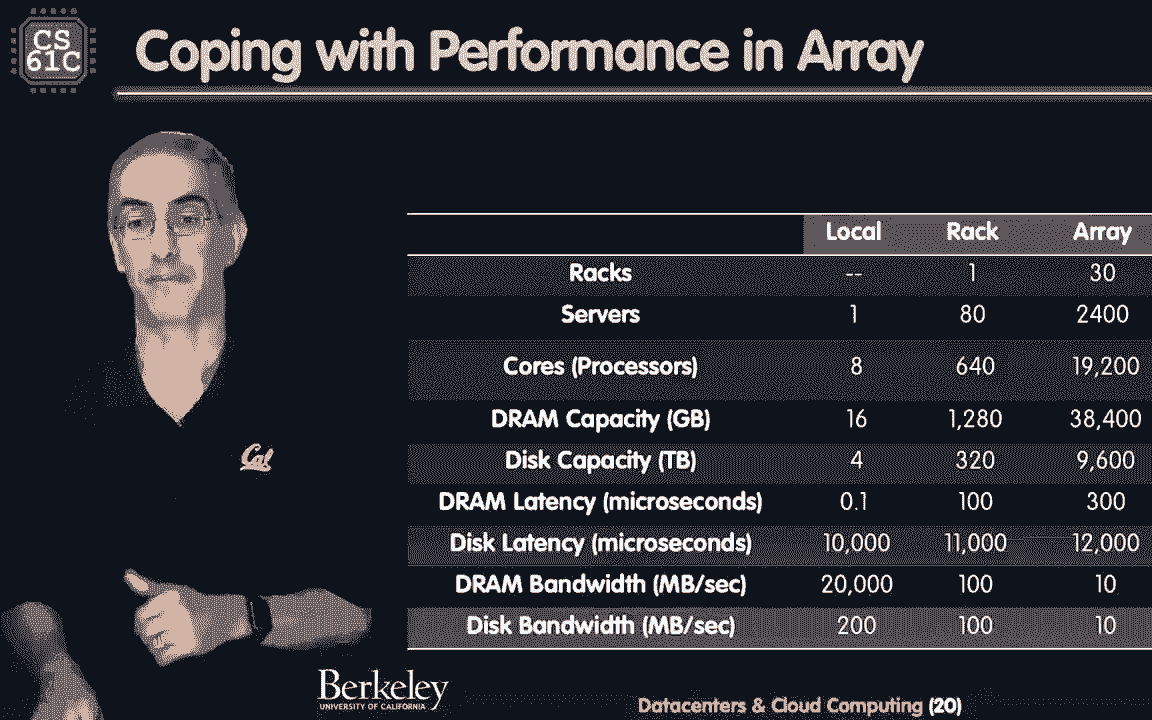 CS
61C
Coping with Performance in Array
Local Rack Array
Racks -- 1 30
Servers 1 80 2400
Cores (Processors) 8 640 19,200
DRAM Capacity (GB) 16 1,280 38,400
Disk Capacity (TB) 4 320 9,600
DRAM Latency (microseconds) 0.1 100 300
Disk Latency (microseconds) 10,000 11,000 12,000
DRAM Bandwidth (MB/sec) 20,000 100 10
Disk Bandwidth (MB/sec) 200 100 10
Cal
Berkeley
UNIVERSITY OF CALIFORNIA
Datacenters & Cloud Computing (20)